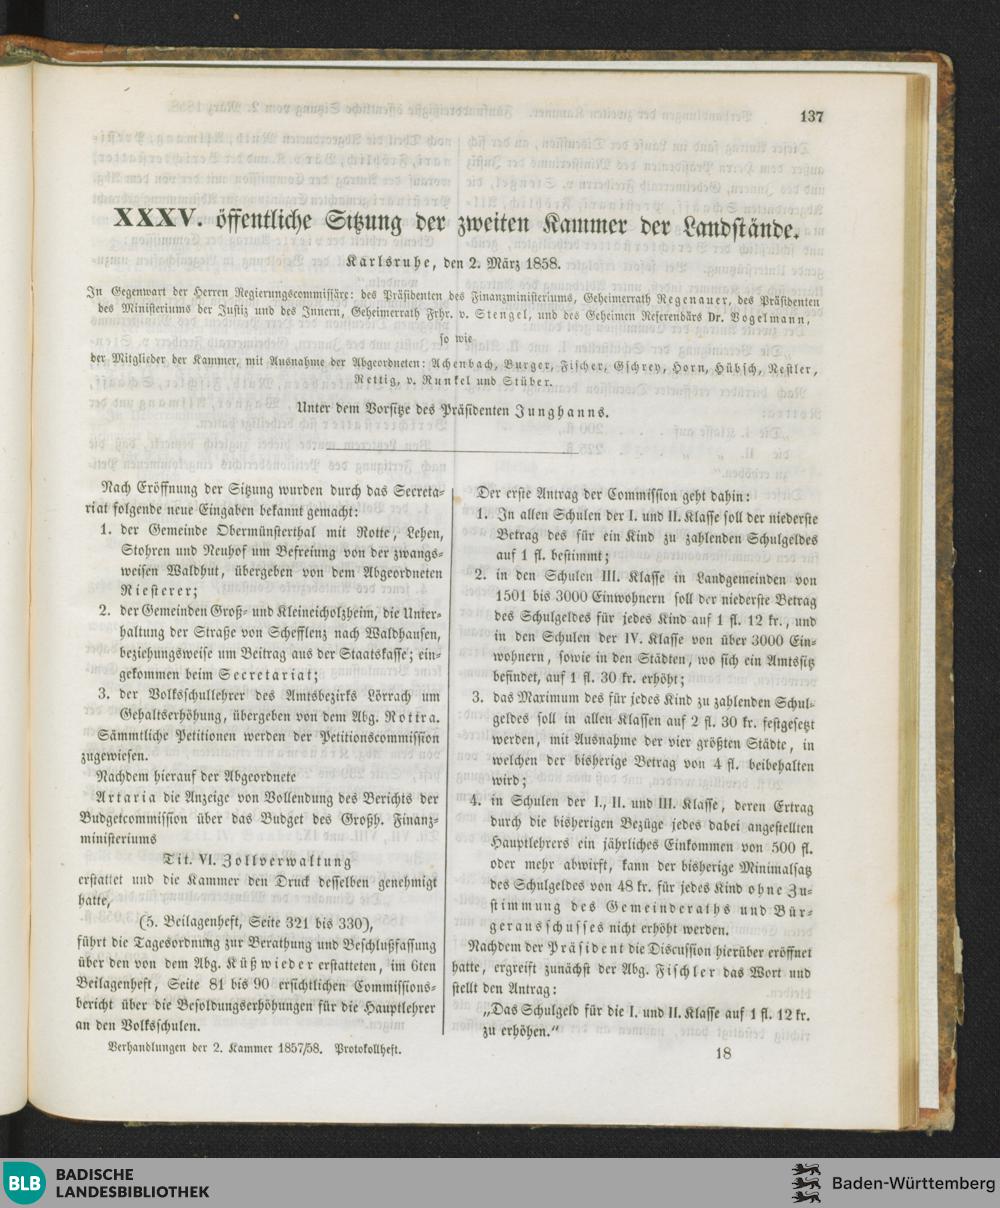 137
XXXV. öffentliche Sitzung der zweiten Kammer der Landstände.
Karlsruhe, den 2. März 1858.
In Gegenwart der Herren Regierungscommissäre: des Präsidenten des Finanzministeriums, Geheimerath Regenauer, des Präsidenten
des Ministeriums der Justiz und des Innern, Geheimerath Frhr. v. Stengel, und des Geheimen Referendärs Dr. Vogelmann,
so wie
der Mitglieder der Kammer, mit Ausnahme der Abgeordneten: Achenbach, Burger, Fischer, Gschrey, Horn, Hübsch, Nestler,
Rettig, v. Runkel und Stüber.
Unter dem Vorsitze des Präsidenten Junghanns.
Nach Eröffnung der Sitzung wurden durch das Secreta-
riat folgende neue Eingaben bekannt gemacht:
1. der Gemeinde Obermünsterthal mit Rotte, Lehen,
Stohren und Neuhof um Befreiung von der zwangs-
weisen Waldhut, übergeben von dem Abgeordneten
Riesterer;
2. der Gemeinden Groß- und Kleineicholzheim, die Unter-
haltung der Straße von Schefflenz nach Waldhausen,
beziehungsweise um Beitrag aus der Staatskasse; ein-
gekommen beim Secretariat;
3. der Volksschullehrer des Amtsbezirks Lörrach um
Gehaltserhöhung, übergeben von dem Abg. Rottra.
Sämmtliche Petitionen werden der Petitionscommission
zugewiesen.
Nachdem hierauf der Abgeordnete
Artaria die Anzeige von Vollendung des Berichts der
Budgetcommission über das Budget des Großh. Finanz-
ministeriums
Tit. VI. Zollverwaltung
erstattet und die Kammer den Druck desselben genehmigt
hatte,
(5. Beilagenheft, Seite 321 bis 330),
führt die Tagesordnung zur Berathung und Beschlußfassung
über den von dem Abg. Küßwieder erstatteten, im 6ten
Beilagenheft, Seite 81 bis 90 ersichtlichen Commissions-
bericht über die Besoldungserhöhungen für die Hauptlehrer
an den Volksschulen.
Verhandlungen der 2. Kammer 1857/58. Protokollheft.
Der erste Antrag der Commission geht dahin:
1. In allen Schulen der I. und II. Klasse soll der niederste
Betrag des für ein Kind zu zahlenden Schulgeldes
auf 1 fl. bestimmt;
2. in den Schulen III. Klasse in Landgemeinden von
1501 bis 3000 Einwohnern soll der niederste Betrag
des Schulgeldes für jedes Kind auf 1 fl. 12 kr., und
in den Schulen der IV. Klasse von über 3000 Ein-
wohnern, sowie in den Städten, wo sich ein Amtssitz
befindet, auf 1 fl. 30 kr. erhöht;
3. das Maximum des für jedes Kind zu zahlenden Schul-
geldes soll in allen Klassen auf 2 fl. 30 kr. festgesetzt
werden, mit Ausnahme der vier größten Städte, in
welchen der bisherige Betrag von 4 fl. beibehalten
wird;
4. in Schulen der I., II. und III. Klasse, deren Ertrag
durch die bisherigen Bezüge jedes dabei angestellten
Hauptlehrers ein jährliches Einkommen von 500 fl.
oder mehr abwirft, kann der bisherige Minimalsatz
des Schulgeldes von 48 kr. für jedes Kind ohne Zu-
stimmung des Gemeinderaths und Bür-
gerausschusses nicht erhöht werden.
Nachdem der Präsident die Discussion hierüber eröffnet
hatte, ergreift zunächst der Abg. Fischler das Wort und
stellt den Antrag:
„Das Schulgeld für die I. und II. Klasse auf 1 fl. 12 kr.
zu erhöhen.“
18
BLB
BADISCHE
LANDESBIBLIOTHEK
Baden-Württemberg